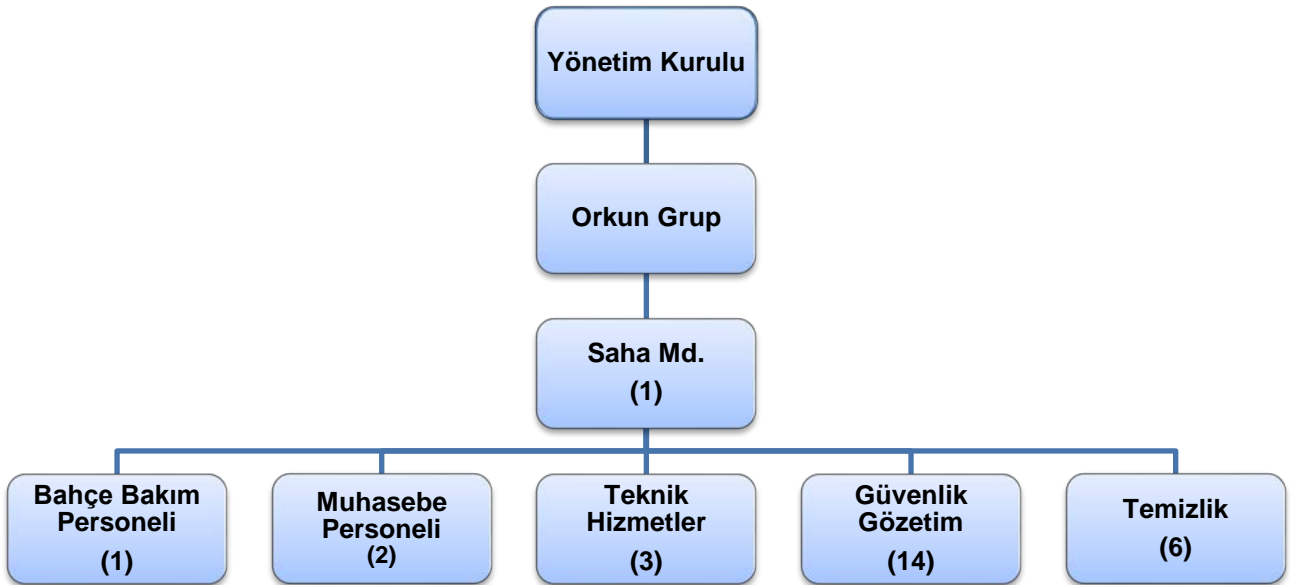 Yönetim Kurulu
Orkun Grup
Saha Md.
(1)
Bahçe Bakım
Personeli
(1)
Muhasebe
Personeli
(2)
Teknik
Hizmetler
(3)
Güvenlik
Gözetim
(14)
Temizlik
(6)